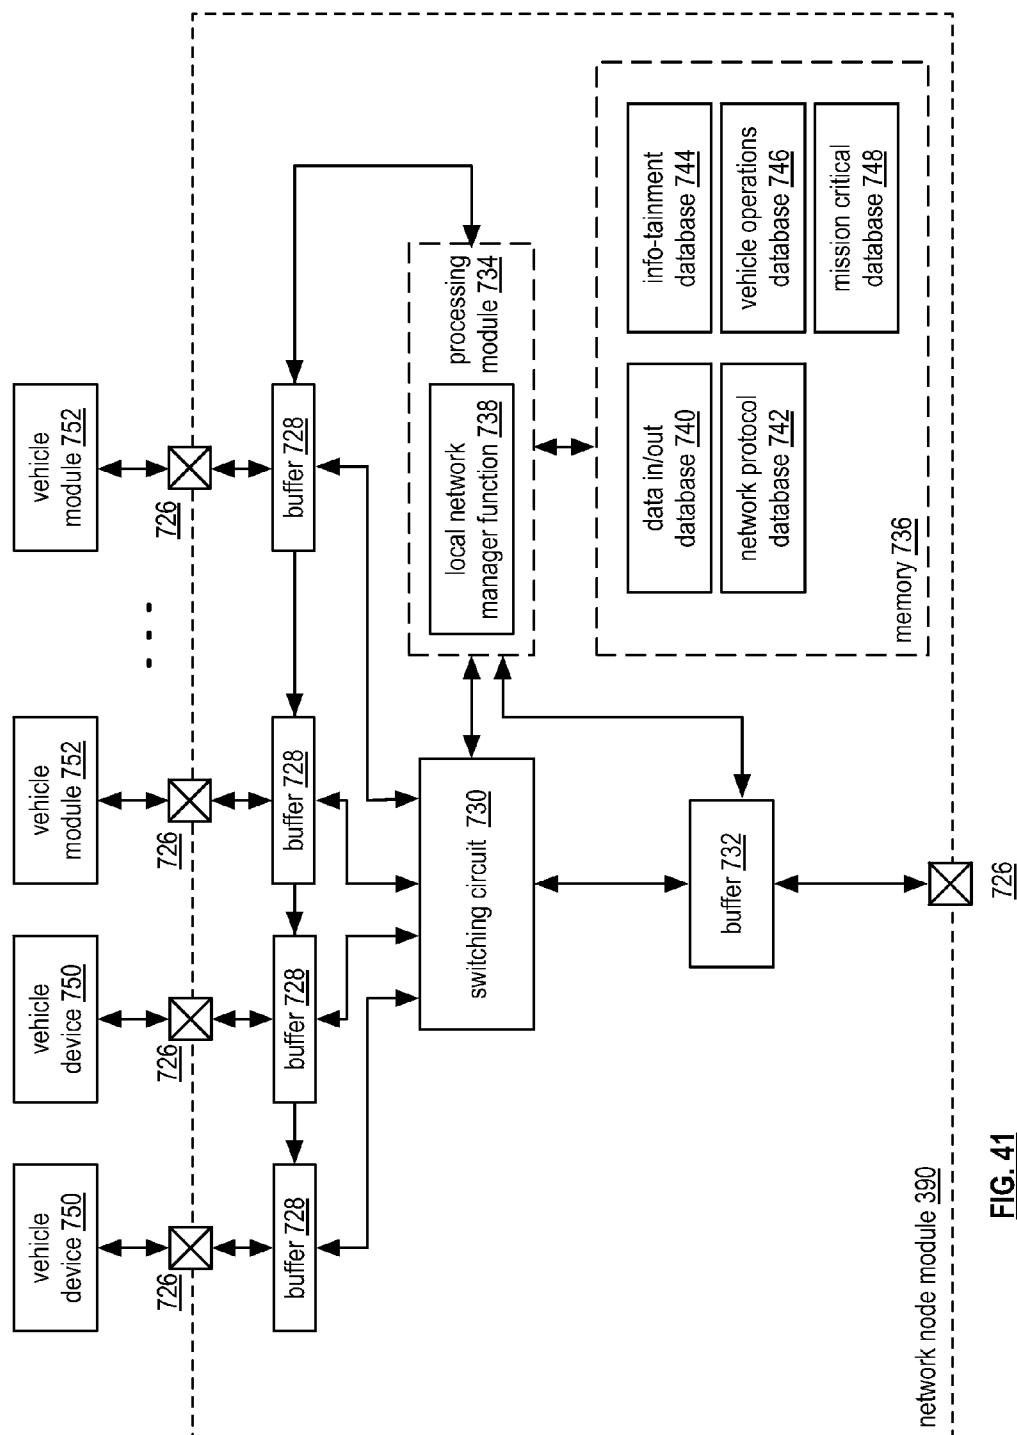 vehicle
device 750
vehicle
device 750
vehicle
module 752
...
vehicle
module 752
726
726
726
726
buffer 728
buffer 728
buffer 728
buffer 728
switching circuit 730
local network
manager function 738
processing
module 734
buffer 732
data in/out
database 740
info-tainment
database 744
network protocol
database 742
vehicle operations
database 746
mission critical
database 748
memory 736
network node module 390
726
FIG. 41